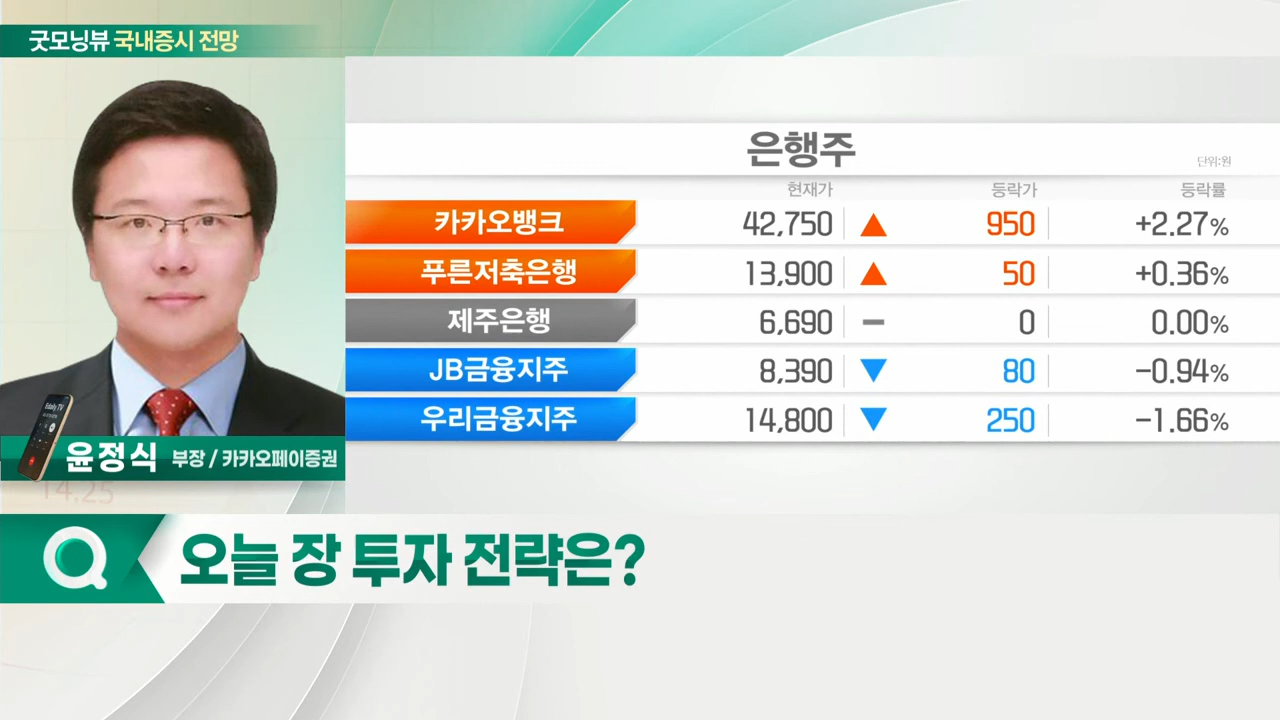 굿모닝뷰 국내증시 전망
은행주
단위:원
현재가 등락가 등락률
카카오뱅크 42,750 ▲ 950 +2.27%
푸른저축은행 13,900 ▲ 50 +0.36%
제주은행 6,690 − 0 0.00%
JB금융지주 8,390 ▼ 80 −0.94%
우리금융지주 14,800 ▼ 250 −1.66%
Edaily TV
윤정식 부장 / 카카오페이증권
14.25
Q 오늘 장 투자 전략은?